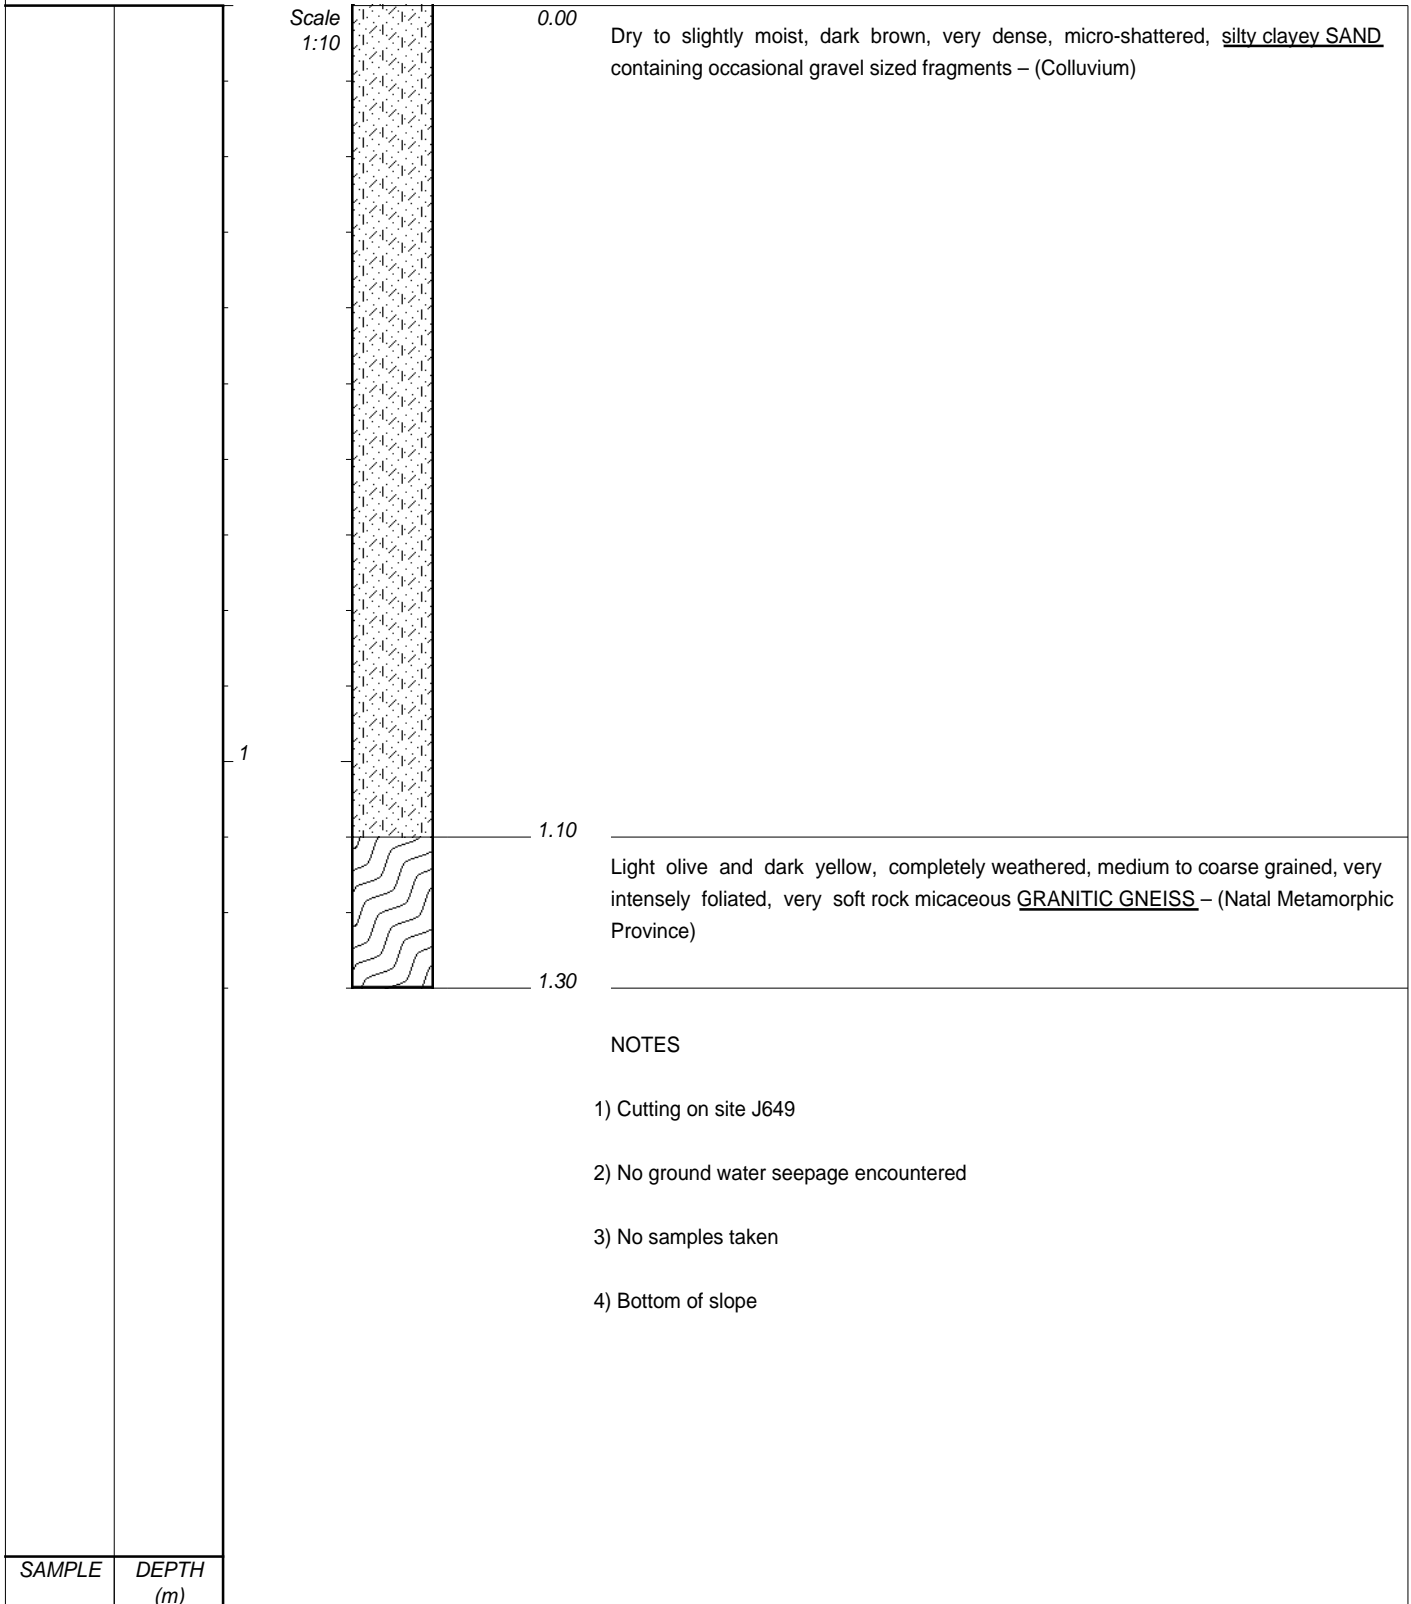 Scale
1:10
0.00
Dry to slightly moist, dark brown, very dense, micro-shattered, silty clayey SAND
containing occasional gravel sized fragments – (Colluvium)
1
1.10
Light olive and dark yellow, completely weathered, medium to coarse grained, very
intensely foliated, very soft rock micaceous GRANITIC GNEISS – (Natal Metamorphic
Province)
1.30
NOTES
1) Cutting on site J649
2) No ground water seepage encountered
3) No samples taken
4) Bottom of slope
SAMPLE
DEPTH
(m)